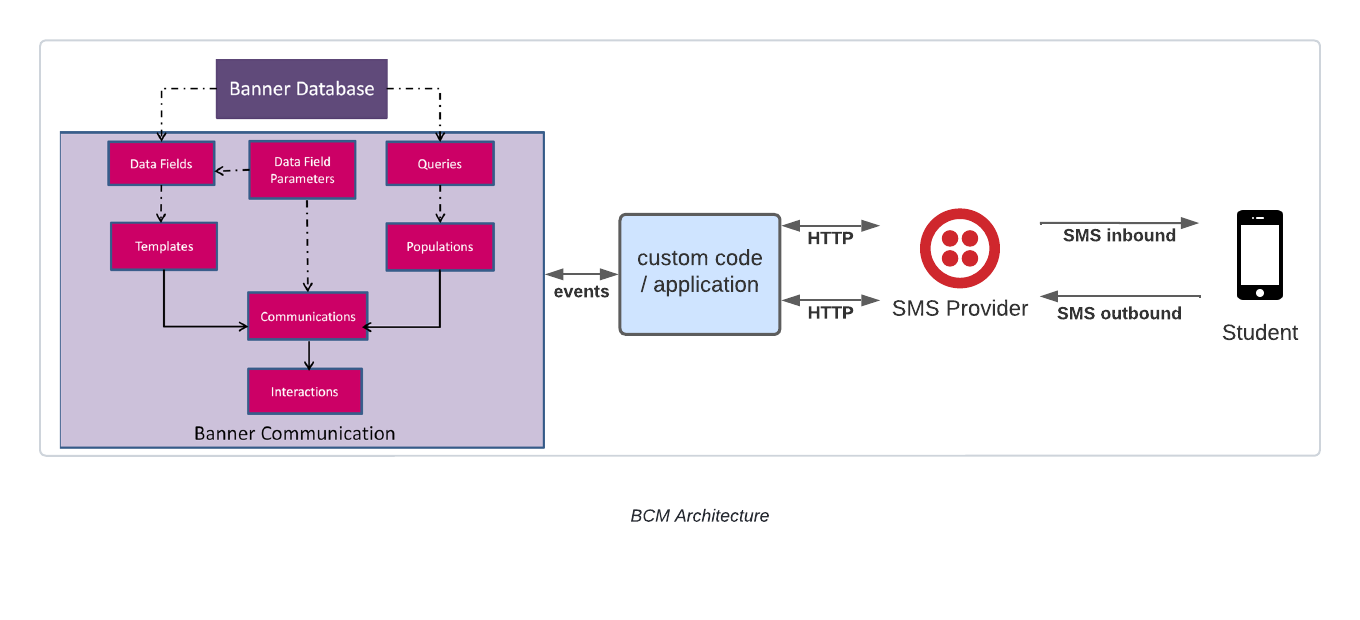 Banner Database
Data Fields
Data Field
Parameters
Queries
Templates
Populations
Communications
Interactions
Banner Communication
events
custom code
/ application
HTTP
HTTP
SMS Provider
SMS inbound
SMS outbound
Student
BCM Architecture